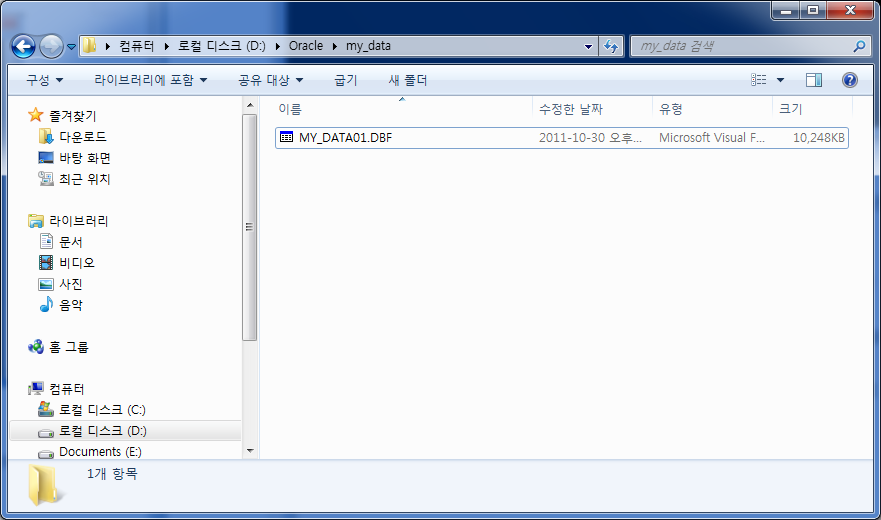 컴퓨터 로컬 디스크 (D:) Oracle my_data my_data 검색
구성 라이브러리에 포함 공유 대상 굽기 새 폴더
즐겨찾기
다운로드
바탕 화면
최근 위치
라이브러리
문서
비디오
사진
음악
홈 그룹
컴퓨터
로컬 디스크 (C:)
로컬 디스크 (D:)
Documents (E:)
이름 수정한 날짜 유형 크기
MY_DATA01.DBF 2011-10-30 오후... Microsoft Visual F... 10,248KB
1개 항목